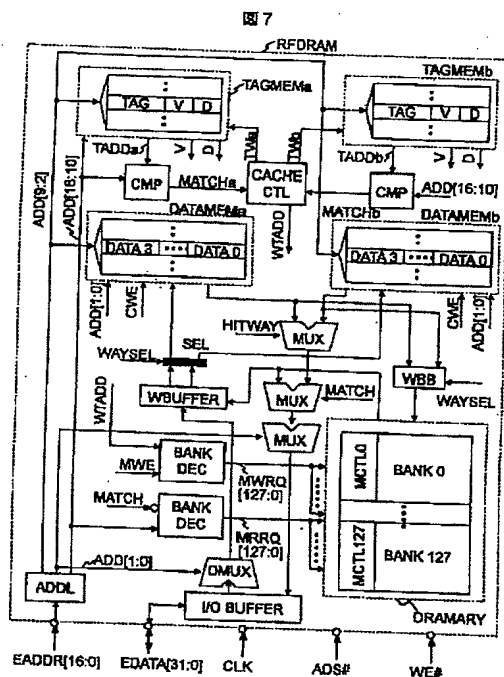 図 7
RFDRAM
TAGMEMa
TAGMEMb
TAG V D
TAG V D
TADDa V D
TWa
TWb
TADDb V D
ADD[9:2]
ADD[16:10]
CMP
MATCHa
CACHE CTL
CMP
ADD[16:10]
WTADD
DATAMEMa
MATCHb
DATAMEMb
DATA 3 DATA 0
DATA 3 DATA 0
ADD[1:0]
CWE
CWE
ADD[1:0]
HITWAY
MUX
WAYSEL
SEL
WBUFFER
MUX
MATCH
WBB
WAYSEL
WTADD
MUX
BANK DEC
MWE
MWRQ [127:0]
MCTL0
BANK 0
MATCH
BANK DEC
MRRQ [127:0]
MCTL127
BANK 127
ADD[1:0]
DMUX
ADDL
I/O BUFFER
DRAMARY
EADDR[16:0]
EDATA[31:0]
CLK
ADS#
WE#